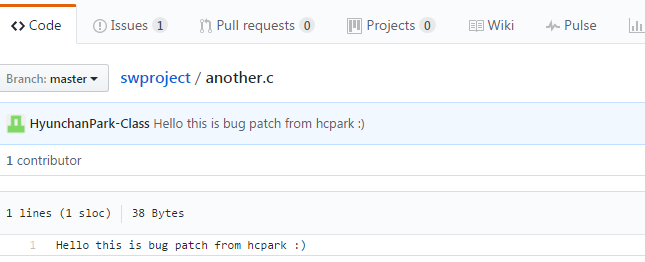 Code Issues 1 Pull requests 0 Projects 0 Wiki Pulse
Branch: master swproject / another.c
HyunchanPark-Class Hello this is bug patch from hcpark :)
1 contributor
1 lines (1 sloc) 38 Bytes
1 Hello this is bug patch from hcpark :)